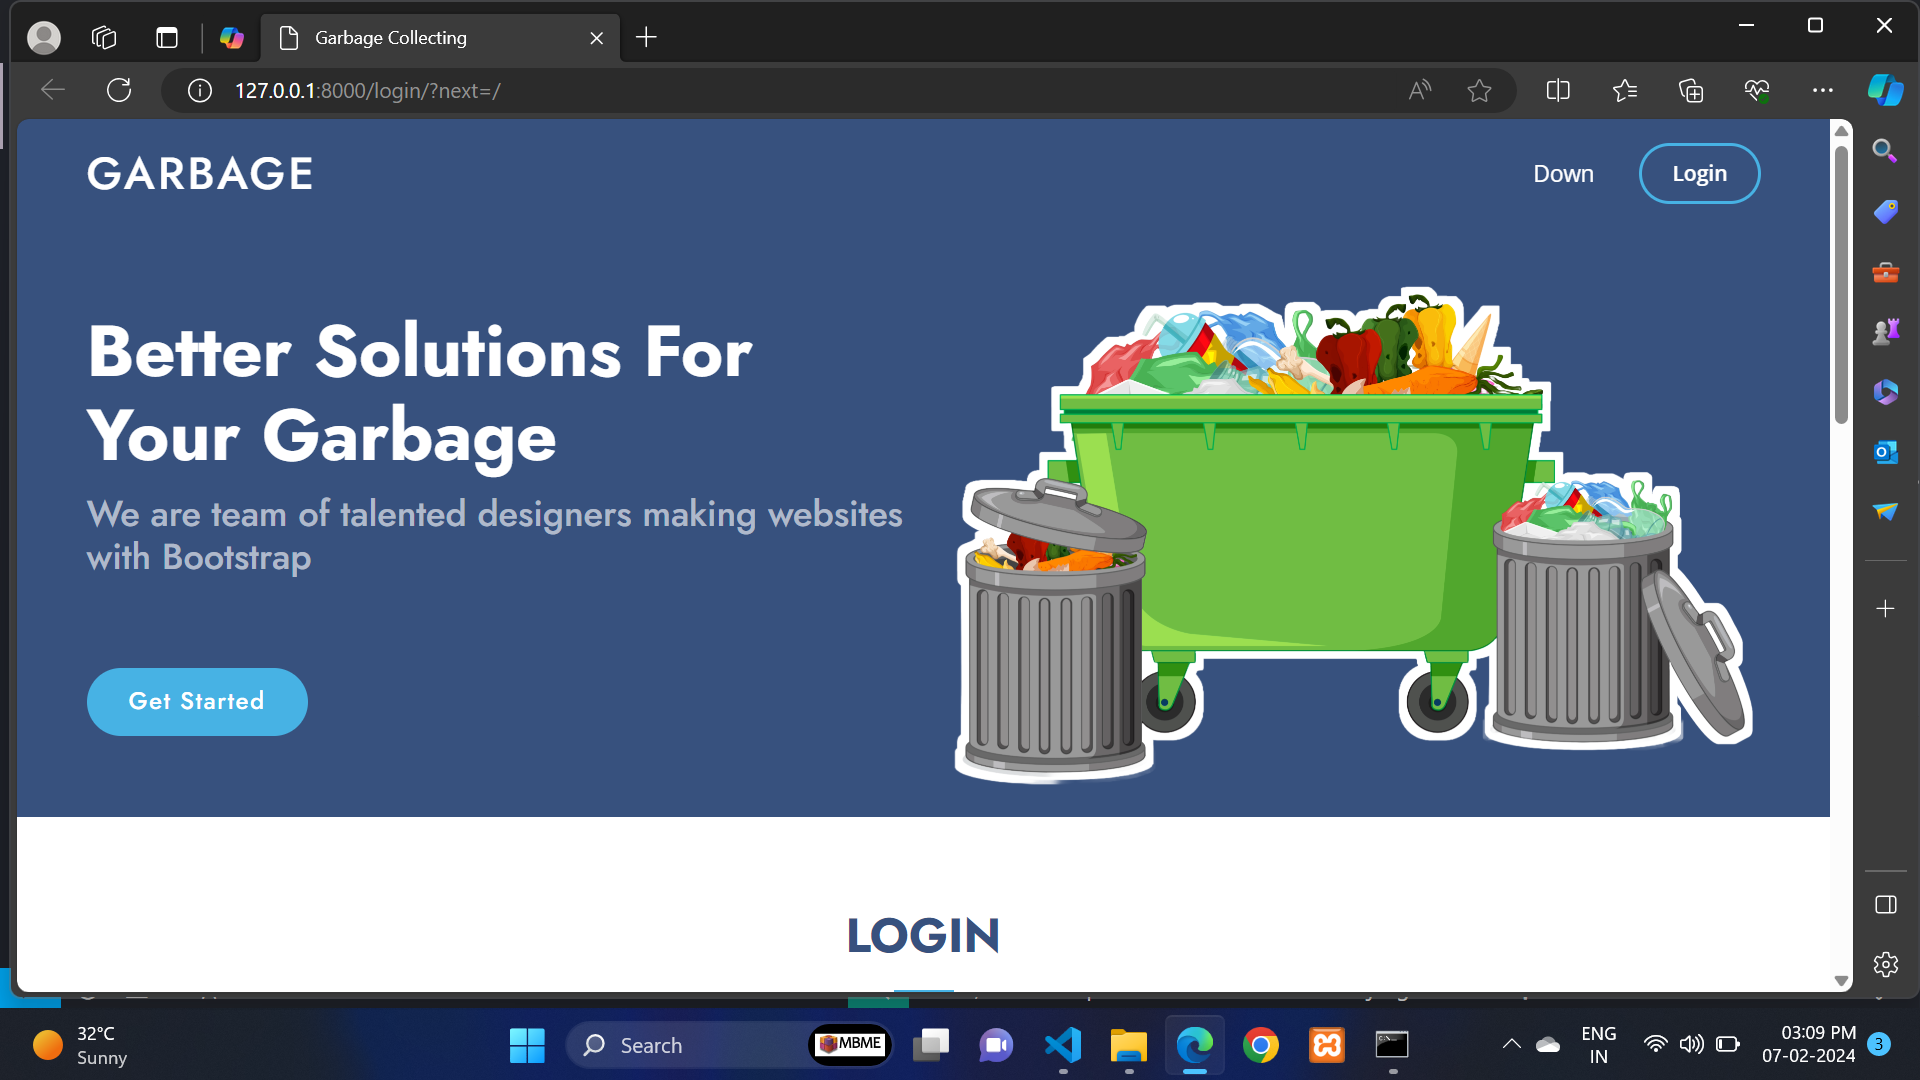 Garbage Collecting
127.0.0.1:8000/login/?next=/
GARBAGE
Down
Login
Better Solutions For
Your Garbage
We are team of talented designers making websites
with Bootstrap
Get Started
LOGIN
32°C
Sunny
Search
MBME
ENG
IN
03:09 PM
07-02-2024
3